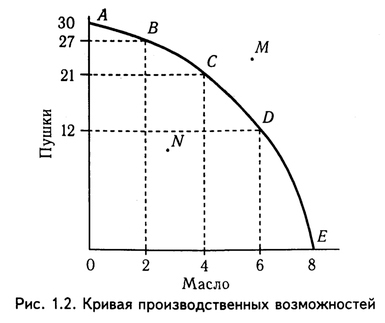 30
A
27
B
M
21
C
12
D
N
Пушки
E
0
2
4
6
8
Масло
Рис. 1.2. Кривая производственных возможностей